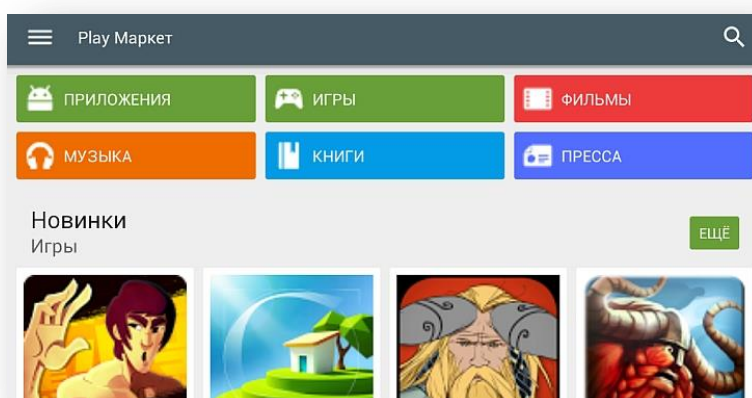 Play Маркет
ПРИЛОЖЕНИЯ ИГРЫ ФИЛЬМЫ
МУЗЫКА КНИГИ ПРЕССА
Новинки
Игры
ЕЩЁ